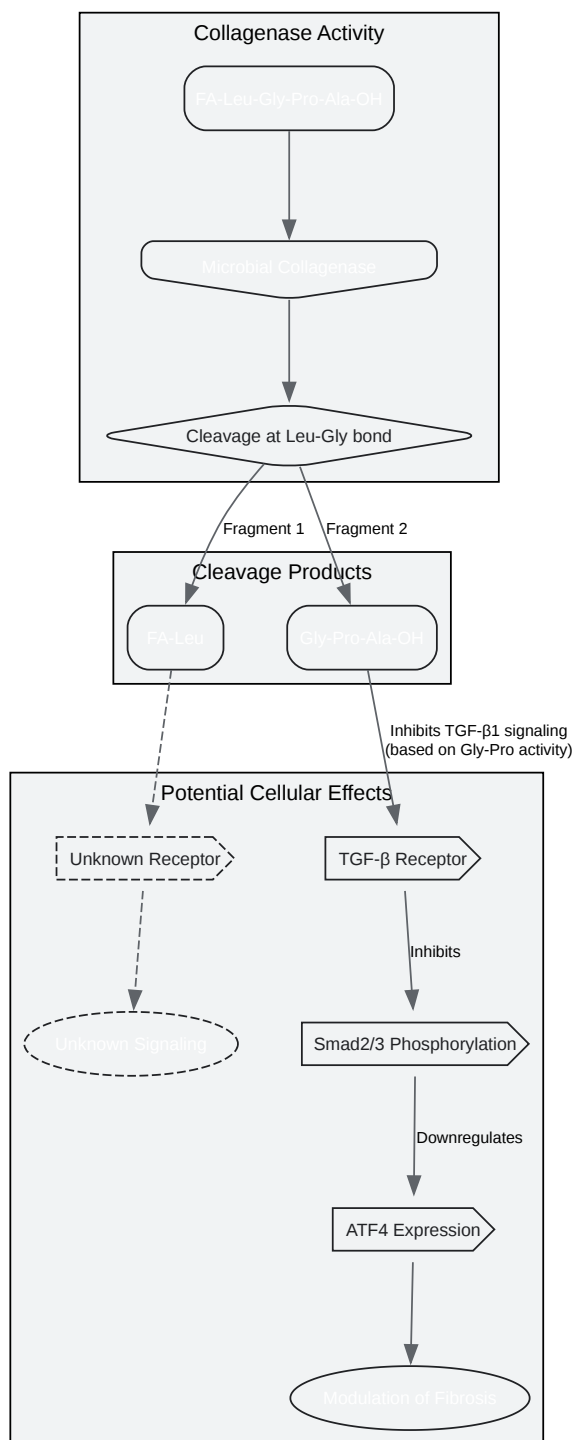 Collagenase Activity
FA-Leu-Gly-Pro-Ala-OH
Microbial Collagenase
Cleavage at Leu-Gly bond
Fragment 1
Fragment 2
Cleavage Products
FA-Leu
Gly-Pro-Ala-OH
Inhibits TGF-β1 signaling
(based on Gly-Pro activity)
Potential Cellular Effects
Unknown Receptor
TGF-β Receptor
Inhibits
Unknown Signaling
Smad2/3 Phosphorylation
Downregulates
ATF4 Expression
Modulation of Fibrosis